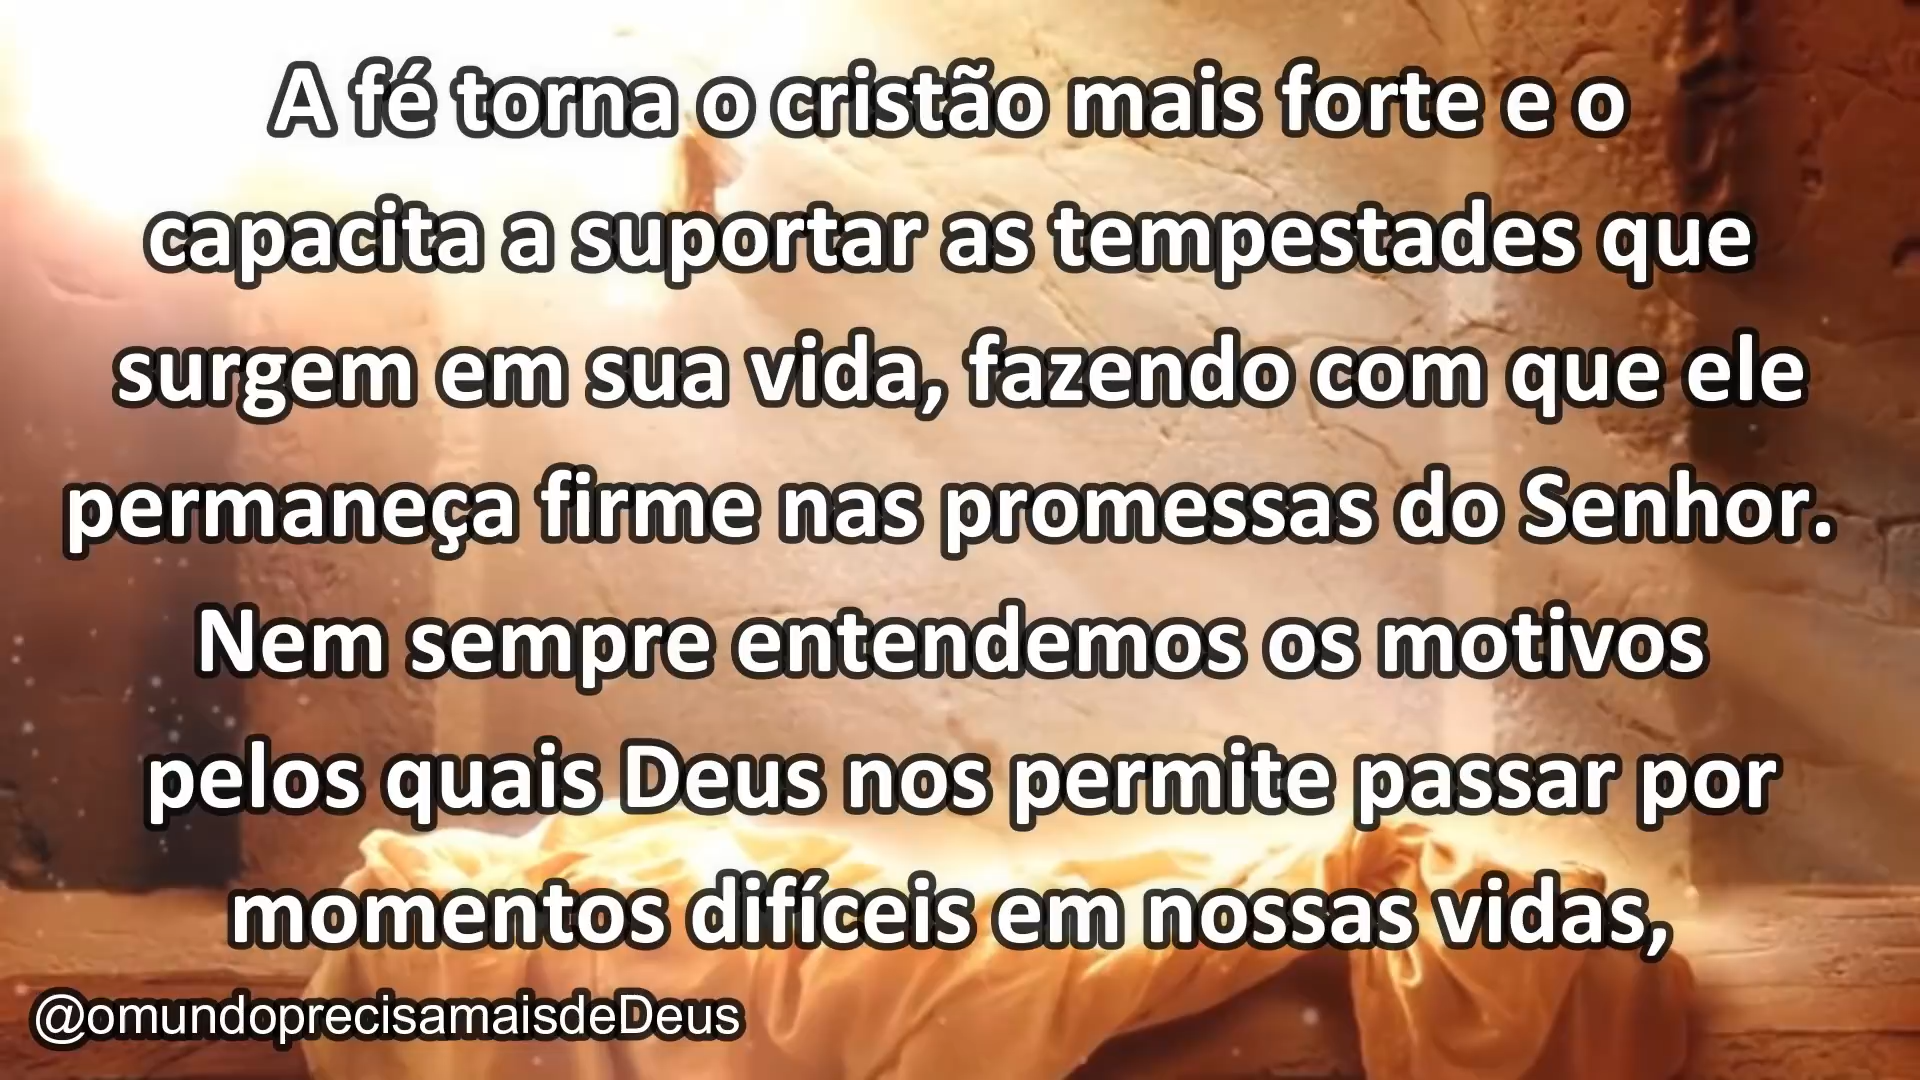 A fé torna o cristão mais forte e o
capacita a suportar as tempestades que
surgem em sua vida, fazendo com que ele
permaneça firme nas promessas do Senhor.
Nem sempre entendemos os motivos
pelos quais Deus nos permite passar por
momentos difíceis em nossas vidas,
@omundoprecisamaisdeDeus